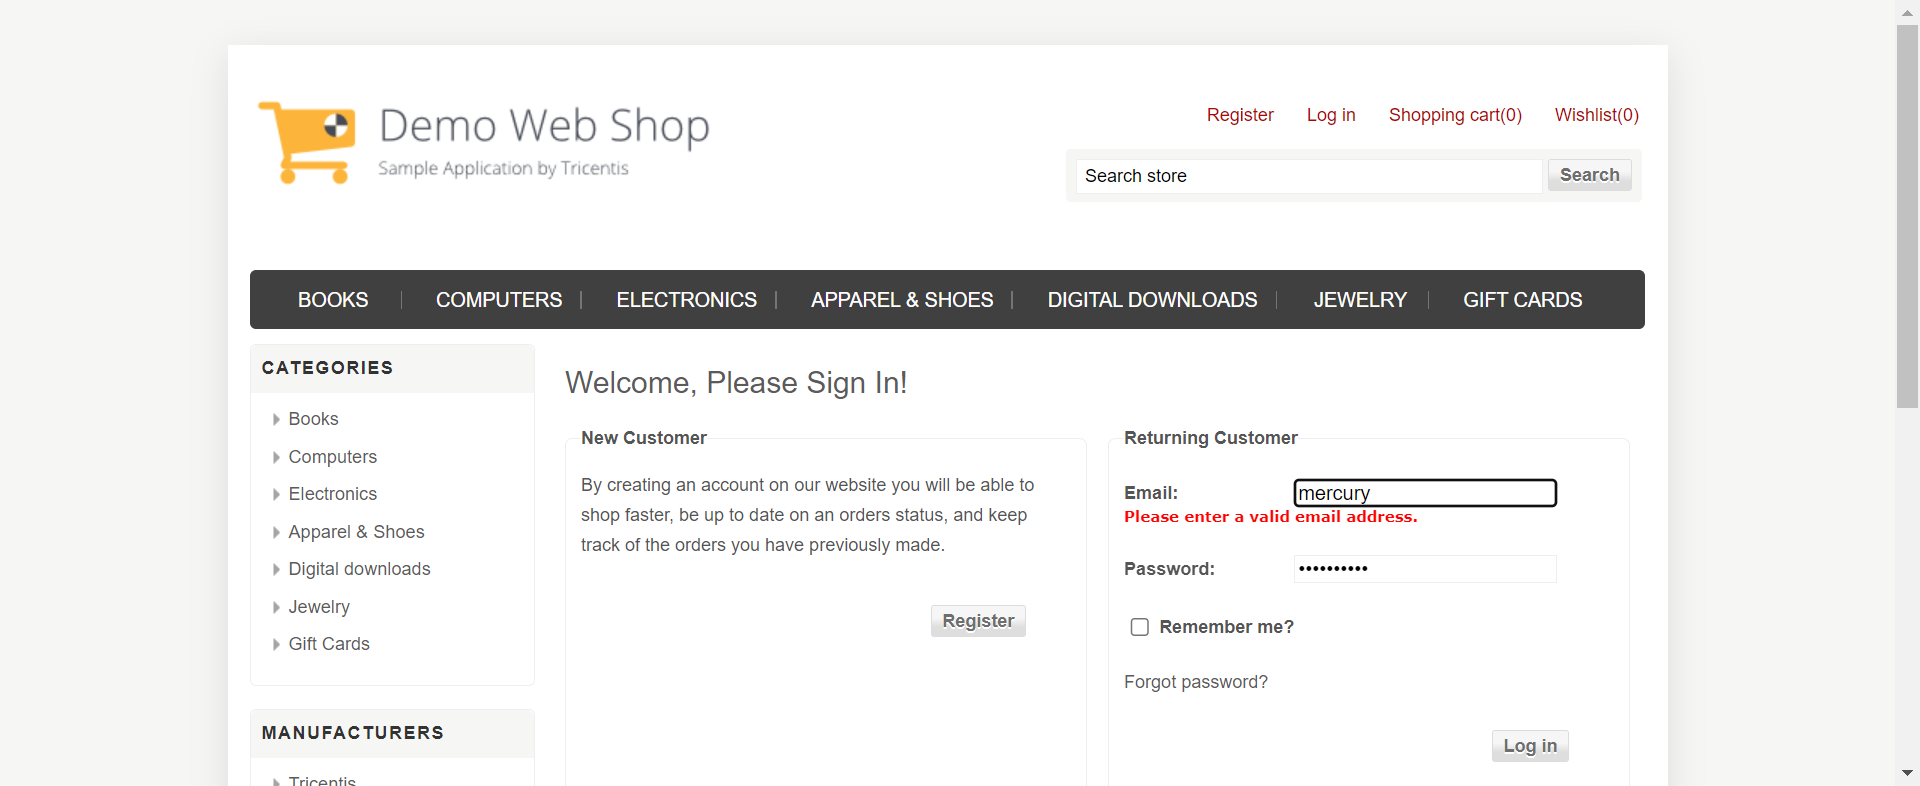 Demo Web Shop
Sample Application by Tricentis
Register Log in Shopping cart(0) Wishlist(0)
Search store Search
BOOKS COMPUTERS ELECTRONICS APPAREL & SHOES DIGITAL DOWNLOADS JEWELRY GIFT CARDS
CATEGORIES
Books
Computers
Electronics
Apparel & Shoes
Digital downloads
Jewelry
Gift Cards
MANUFACTURERS
Tricentis
Welcome, Please Sign In!
New Customer
By creating an account on our website you will be able to
shop faster, be up to date on an orders status, and keep
track of the orders you have previously made.
Register
Returning Customer
Email: mercury
Please enter a valid email address.
Password: ••••••••••
Remember me?
Forgot password?
Log in